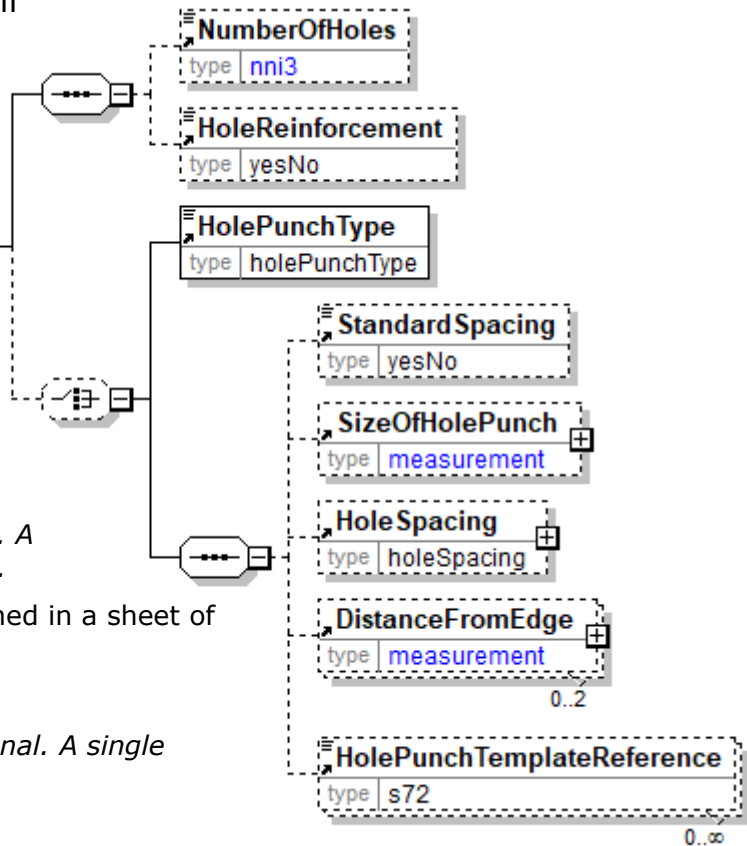 NumberOfHoles
type nni3
HoleReinforcement
type yesNo
HolePunchType
type holePunchType
StandardSpacing
type yesNo
SizeOfHolePunch
type measurement
. A
HoleSpacing
type holeSpacing
ned in a sheet of
DistanceFromEdge
type measurement
0..2
nal. A single
HolePunchTemplateReference
type s72
0..∞